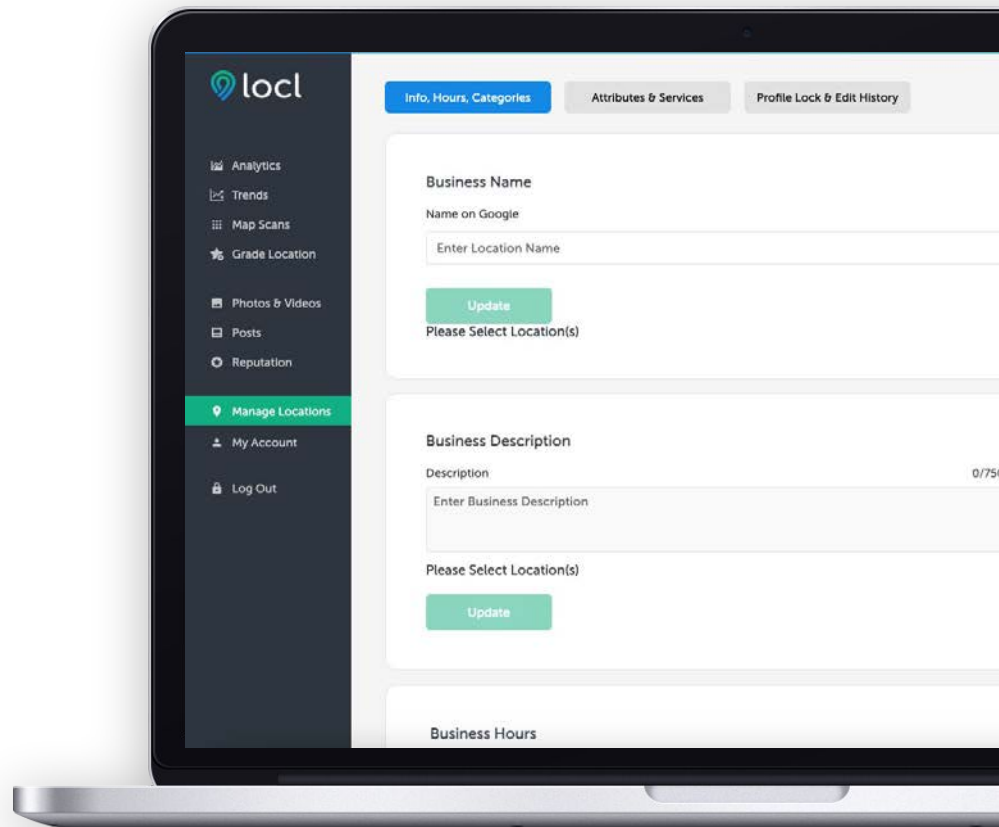 locl
Analytics
Trends
Map Scans
Grade Location
Photos & Videos
Posts
Reputation
Manage Locations
My Account
Log Out
Info, Hours, Categories
Attributes & Services
Profile Lock & Edit History
Business Name
Name on Google
Enter Location Name
Update
Please Select Location(s)
Business Description
Description
0/750
Enter Business Description
Please Select Location(s)
Update
Business Hours